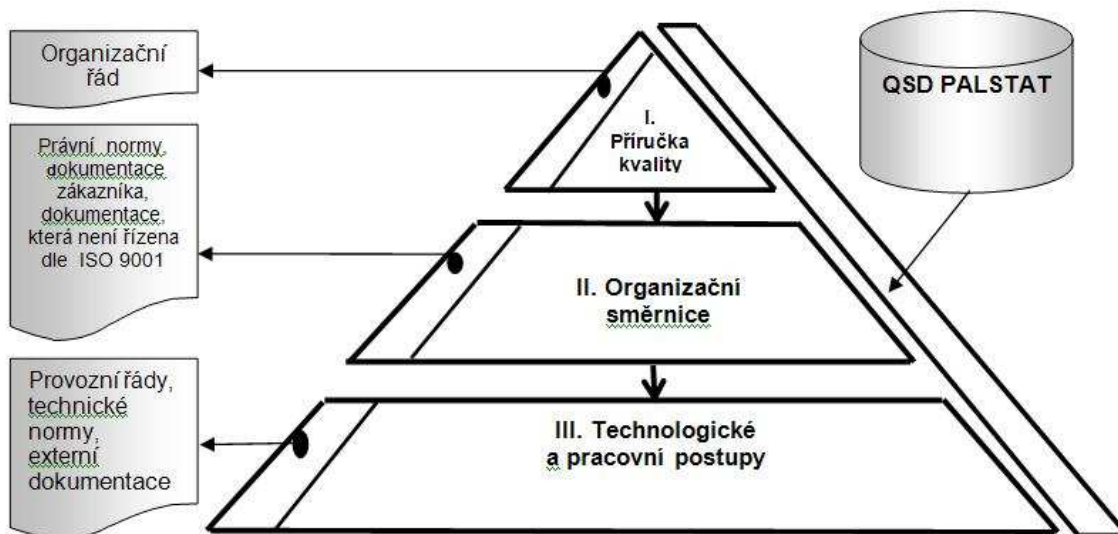 Organizační
řád
Právní normy,
dokumentace
zákazníka,
dokumentace,
která není řízena
dle ISO 9001
Provozní řády,
technické
normy,
externí
dokumentace
I.
Příručka
kvality
II. Organizační
směrnice
III. Technologické
a pracovní postupy
QSD PALSTAT